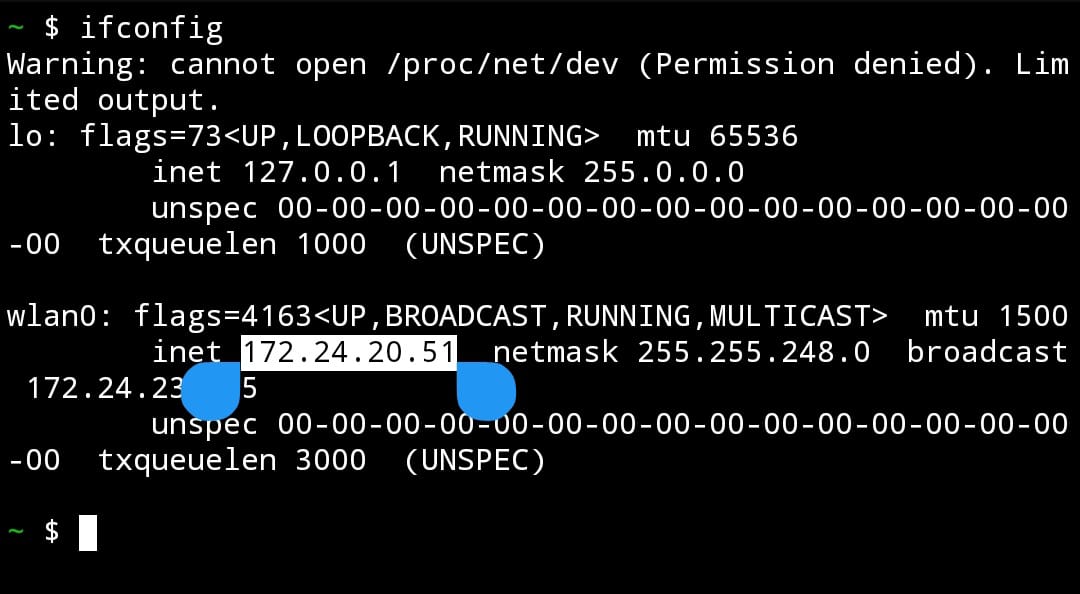 ~ $ ifconfig
Warning: cannot open /proc/net/dev (Permission denied). Lim
ited output.
lo: flags=73<UP,LOOPBACK,RUNNING>  mtu 65536
        inet 127.0.0.1  netmask 255.0.0.0
        unspec 00-00-00-00-00-00-00-00-00-00-00-00-00-00-00
-00  txqueuelen 1000  (UNSPEC)

wlan0: flags=4163<UP,BROADCAST,RUNNING,MULTICAST>  mtu 1500
        inet 172.24.20.51  netmask 255.255.248.0  broadcast
 172.24.23 5
        unspec 00-00-00-00-00-00-00-00-00-00-00-00-00-00-00
-00  txqueuelen 3000  (UNSPEC)

~ $